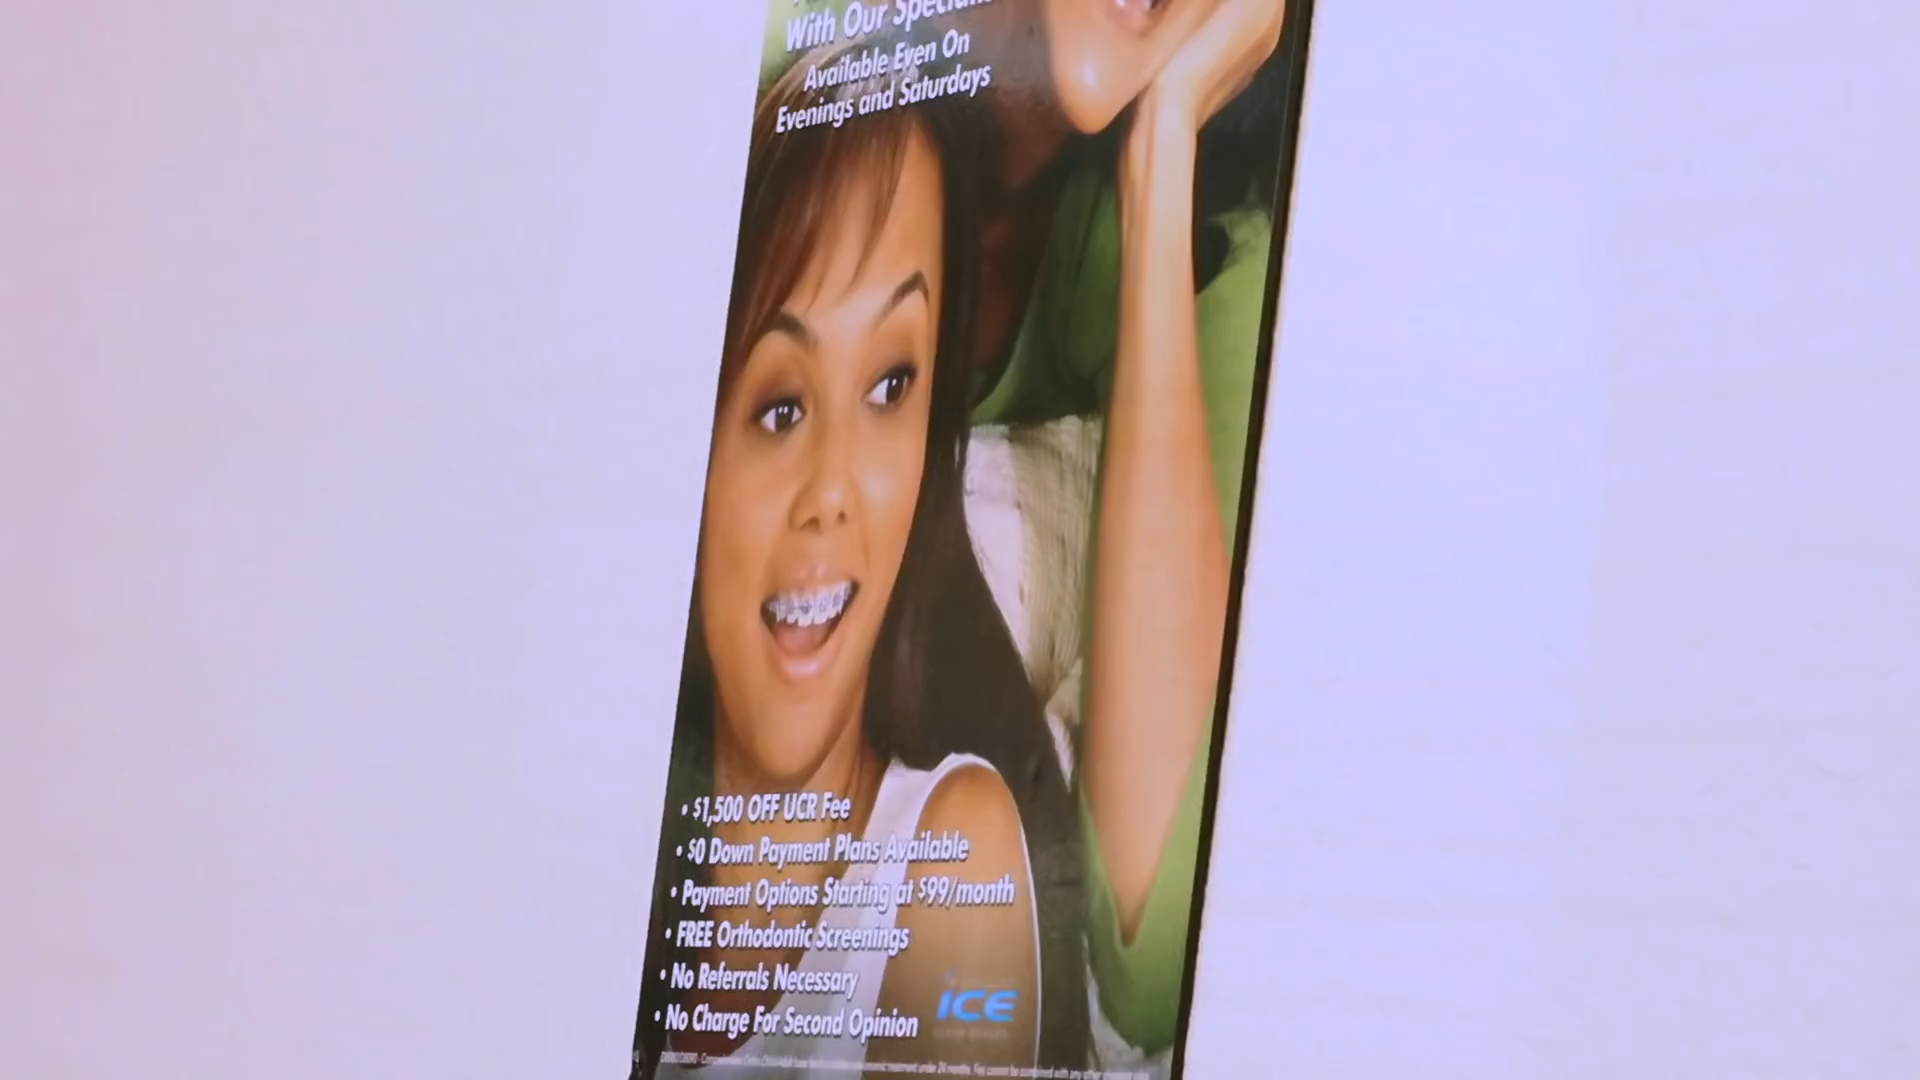 With Our
Available Even On
Evenings and Saturdays
• $1,500 OFF UCR Fee
• $0 Down Payment Plans Available
• Payment Options Starting at $99/month
• FREE Orthodontic Screenings
• No Referrals Necessary
• No Charge For Second Opinion
iCE